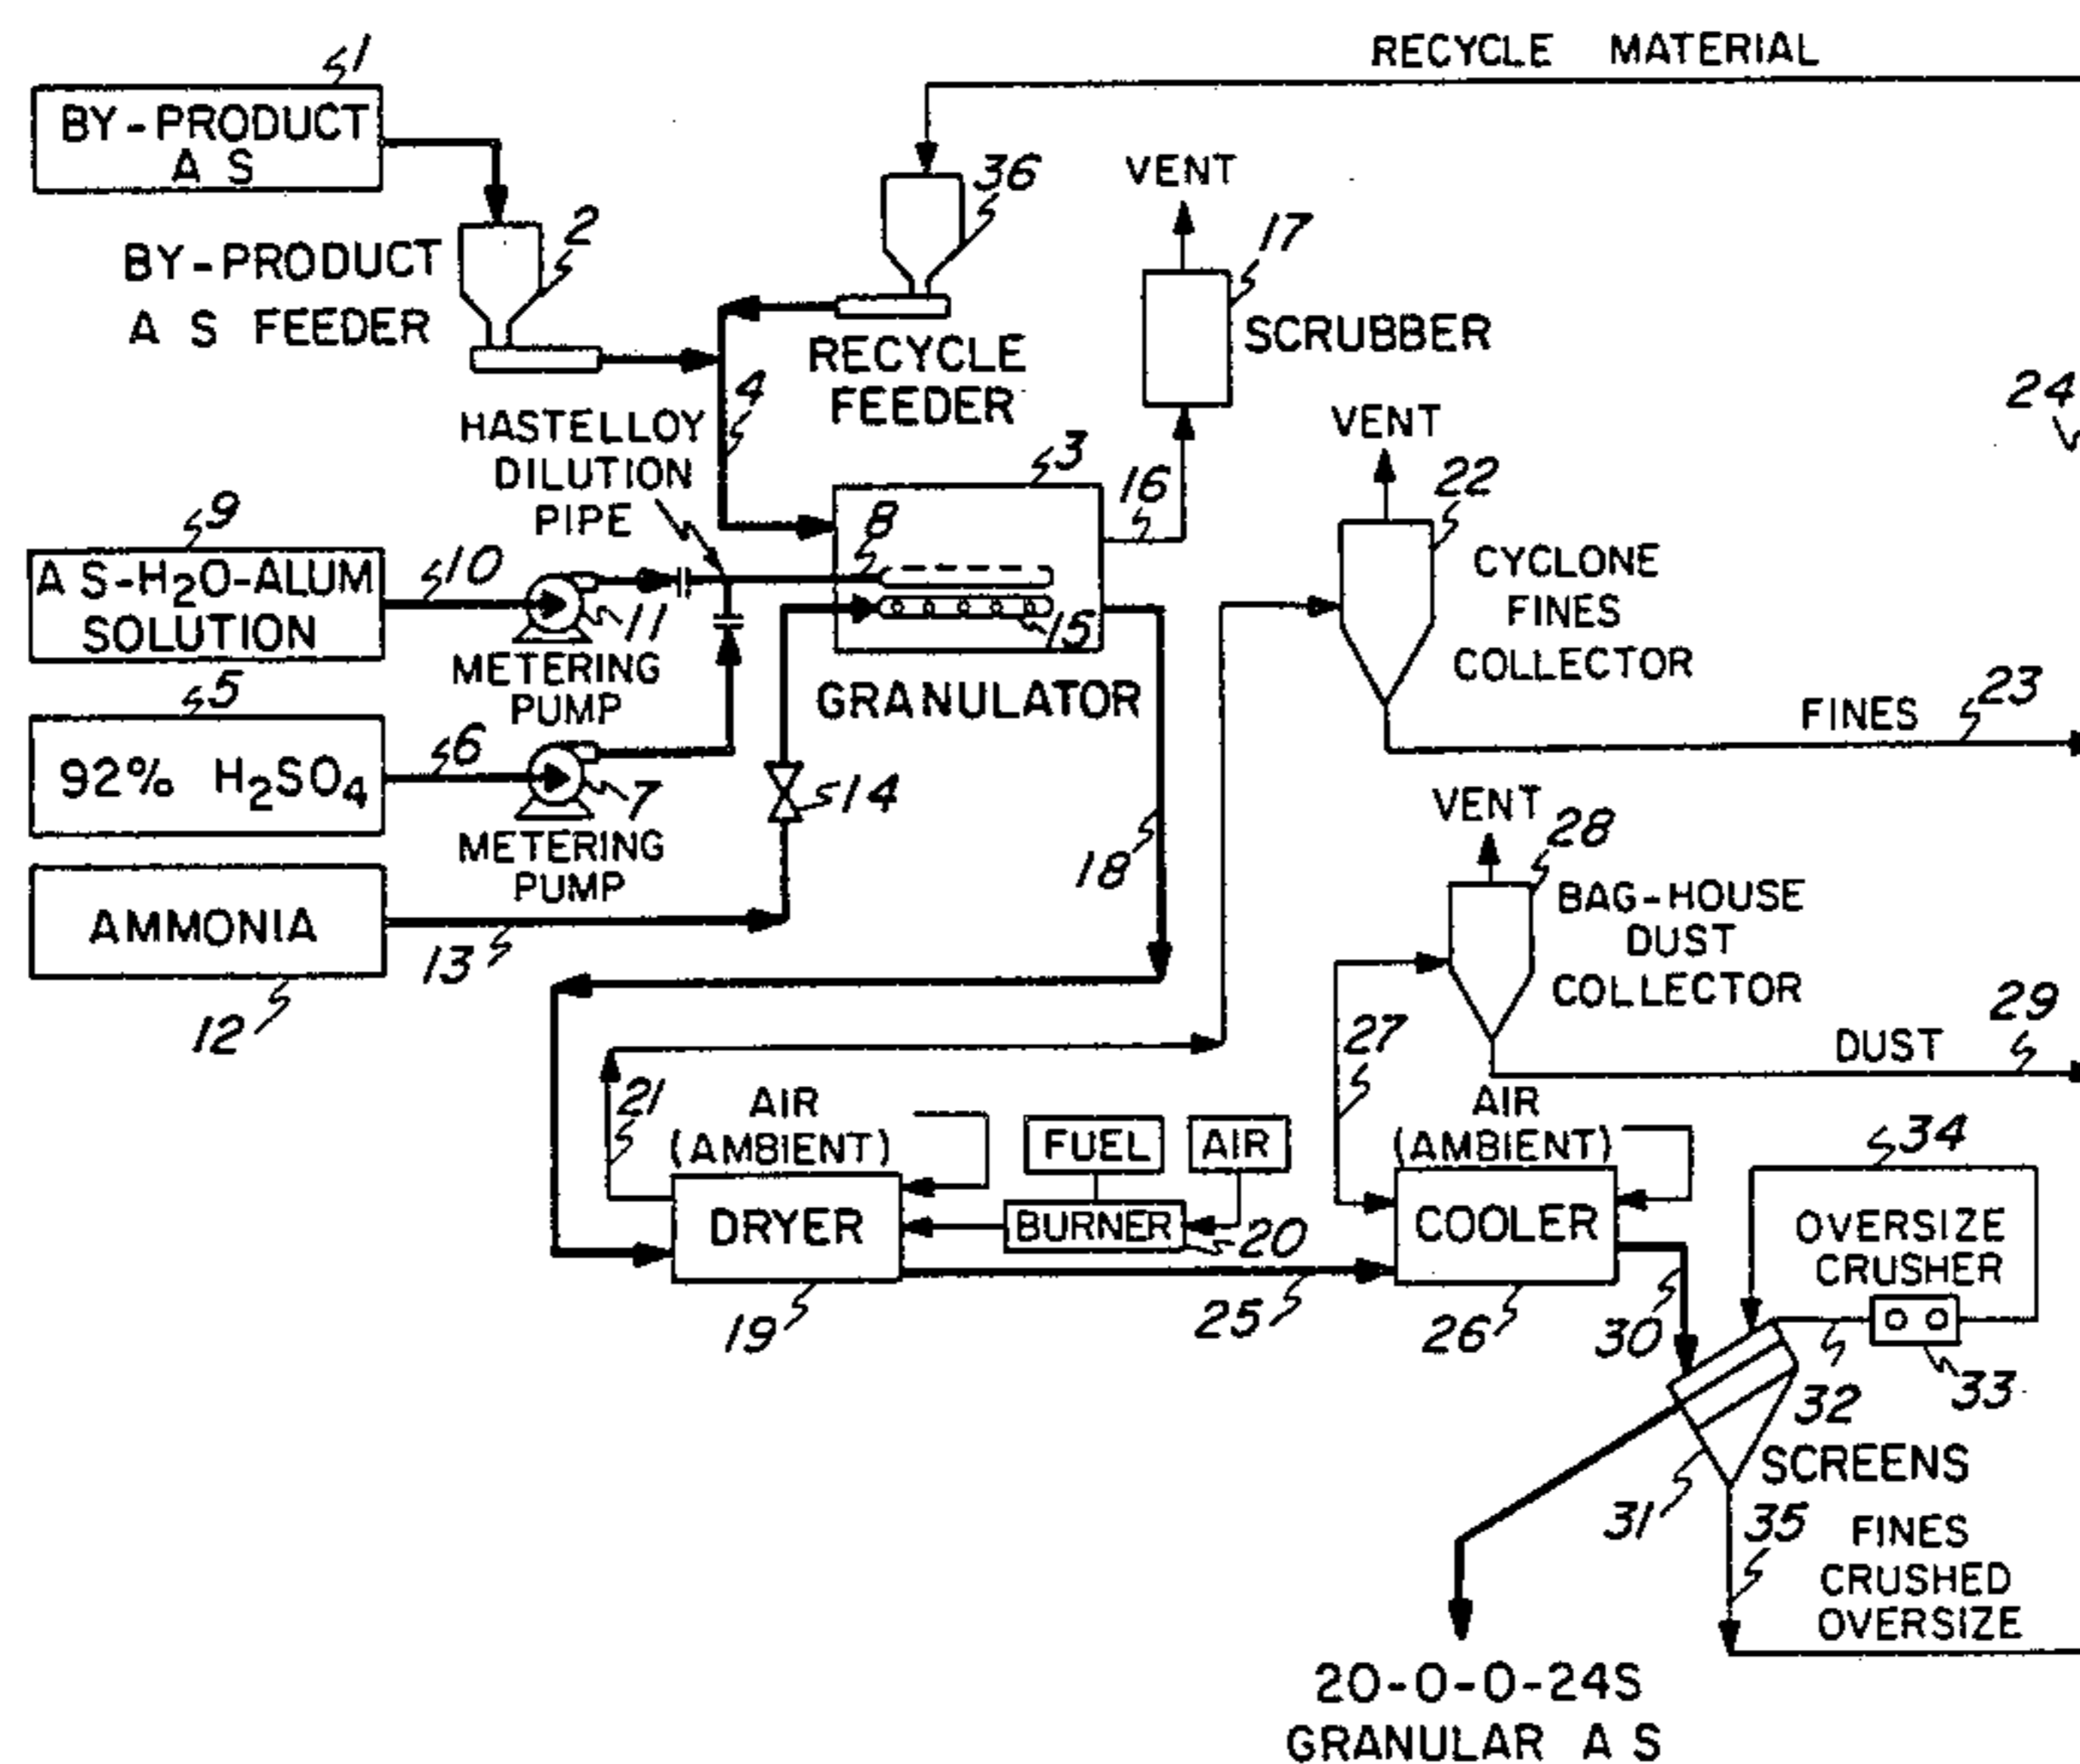 RECYCLE MATERIAL
1
BY-PRODUCT
A S
36
VENT
2
17
BY-PRODUCT
A S FEEDER
SCRUBBER
RECYCLE
FEEDER
4
24
HASTELLOY
DILUTION
PIPE
VENT
3
16
22
9
8
A S-H2O-ALUM
SOLUTION
10
11
15
CYCLONE
FINES
COLLECTOR
METERING
PUMP
GRANULATOR
5
FINES
23
92% H2SO4
6
7
14
VENT
28
METERING
PUMP
18
BAG-HOUSE
DUST
COLLECTOR
AMMONIA
13
12
27
29
DUST
21
AIR
(AMBIENT)
FUEL
AIR
AIR
(AMBIENT)
34
DRYER
BURNER
20
COOLER
OVERSIZE
CRUSHER
19
25
26
30
32
33
SCREENS
31
35
FINES
CRUSHED
OVERSIZE
20-0-0-24S
GRANULAR A S